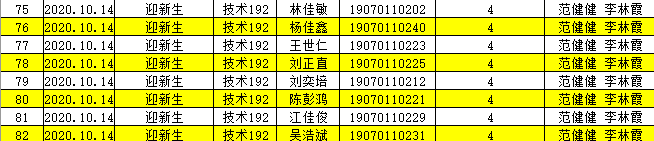 75 2020.10.14 迎新生 技术192 林佳敏 19070110202 4 范健健 李林霞
76 2020.10.14 迎新生 技术192 杨佳鑫 19070110240 4 范健健 李林霞
77 2020.10.14 迎新生 技术192 王世仁 19070110223 4 范健健 李林霞
78 2020.10.14 迎新生 技术192 刘正直 19070110225 4 范健健 李林霞
79 2020.10.14 迎新生 技术192 刘奕培 19070110212 4 范健健 李林霞
80 2020.10.14 迎新生 技术192 陈彭鸿 19070110221 4 范健健 李林霞
81 2020.10.14 迎新生 技术192 江佳俊 19070110229 4 范健健 李林霞
82 2020.10.14 迎新生 技术192 吴浩斌 19070110231 4 范健健 李林霞